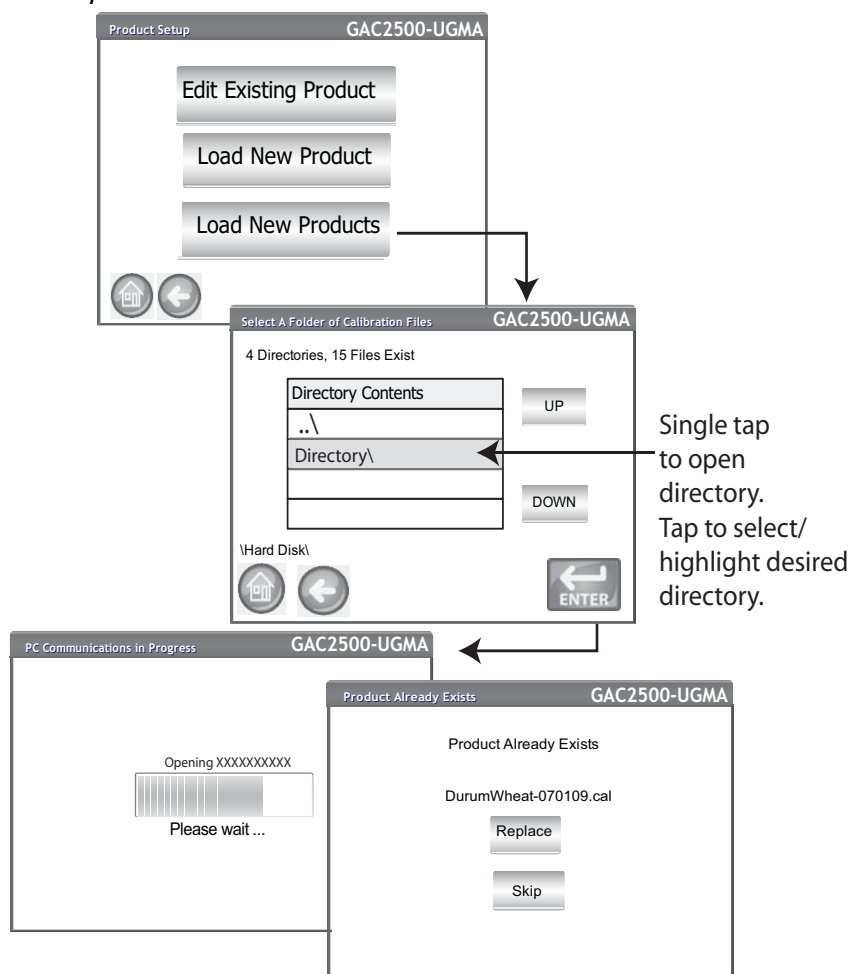 Product Setup GAC2500-UGMA
Edit Existing Product
Load New Product
Load New Products
Select A Folder of Calibration Files GAC2500-UGMA
4 Directories, 15 Files Exist
Directory Contents
..\
Directory\
UP
DOWN
\Hard Disk\
ENTER
Single tap
to open
directory.
Tap to select/
highlight desired
directory.
PC Communications in Progress GAC2500-UGMA
Opening XXXXXXXXXX
Please wait ...
Product Already Exists GAC2500-UGMA
Product Already Exists
DurumWheat-070109.cal
Replace
Skip